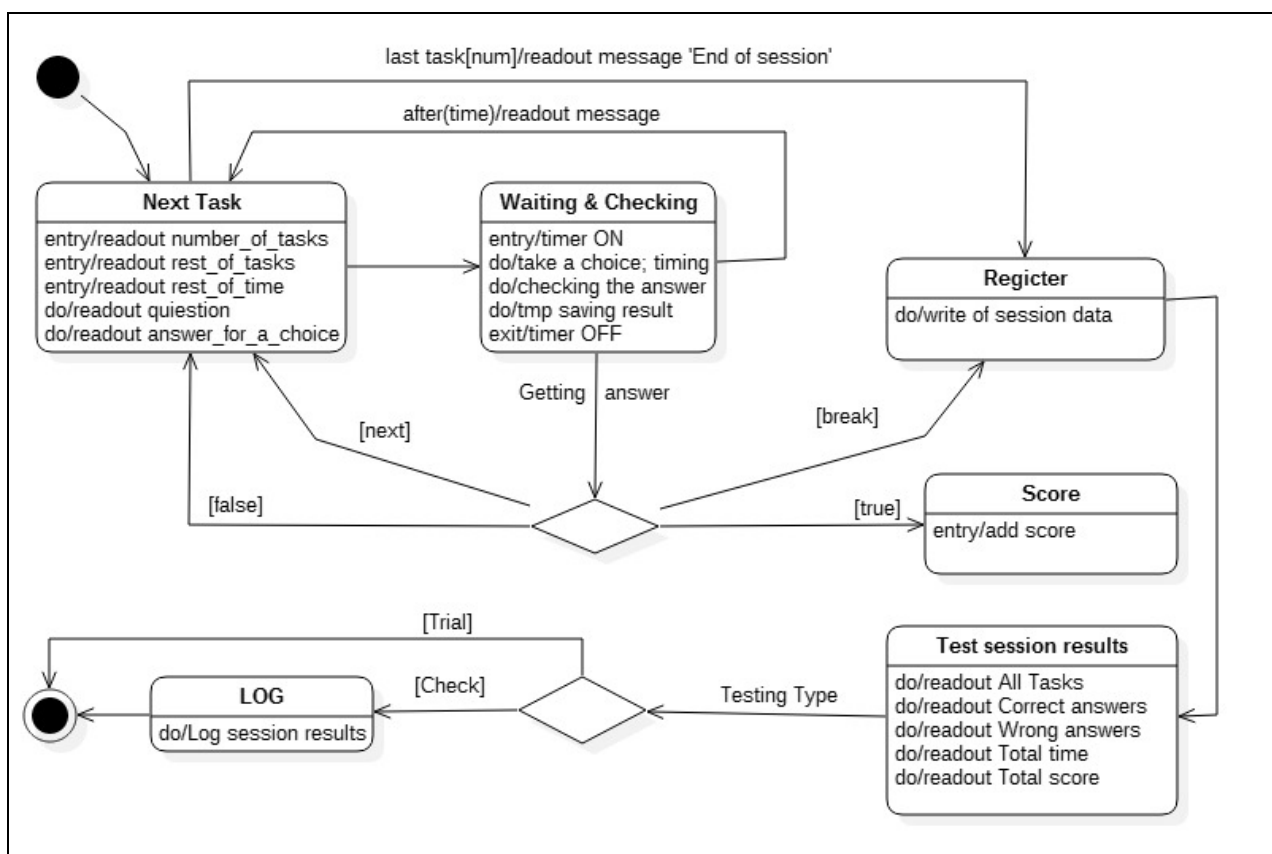 last task[num]/readout message 'End of session'
after(time)/readout message
Next Task
entry/readout number_of_tasks
entry/readout rest_of_tasks
entry/readout rest_of_time
do/readout quiestion
do/readout answer_for_a_choice
Waiting & Checking
entry/timer ON
do/take a choice; timing
do/checking the answer
do/tmp saving result
exit/timer OFF
Regicter
do/write of session data
Getting answer
[next]
[break]
[false]
[true]
Score
entry/add score
[Trial]
[Check]
LOG
do/Log session results
Testing Type
Test session results
do/readout All Tasks
do/readout Correct answers
do/readout Wrong answers
do/readout Total time
do/readout Total score